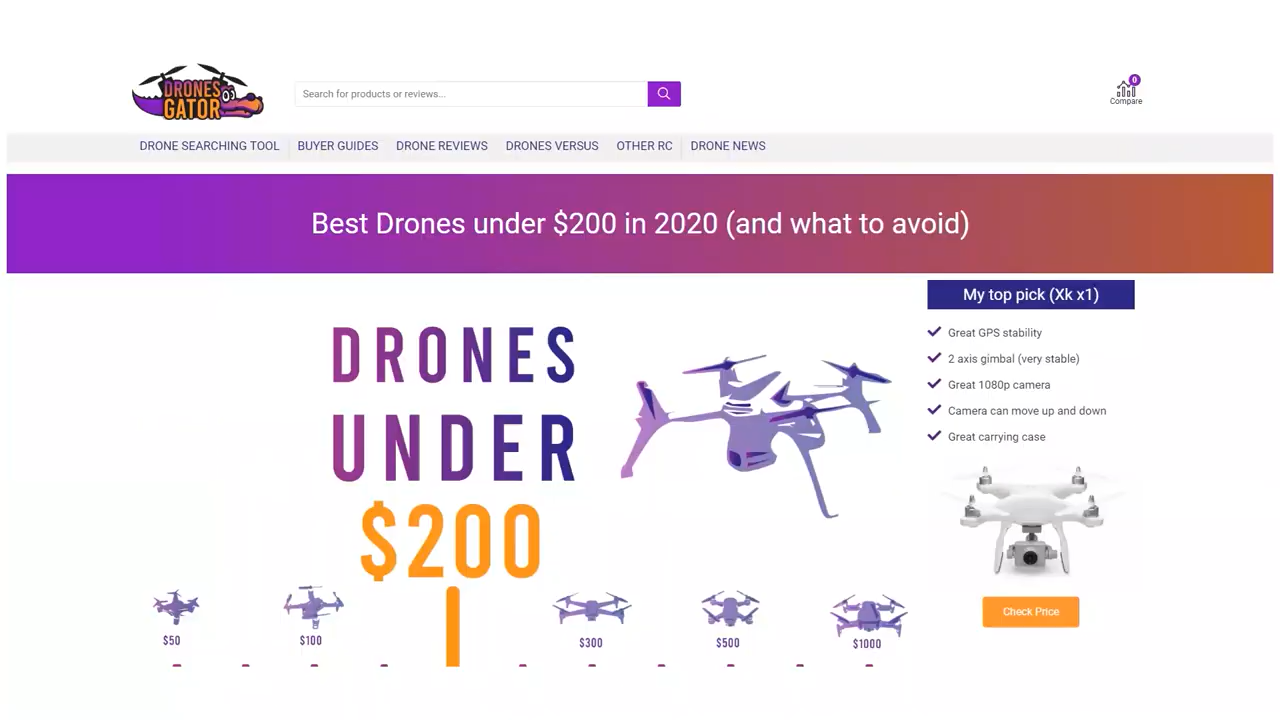 DRONES
GATOR
Search for products or reviews...
0
Compare
DRONE SEARCHING TOOL BUYER GUIDES DRONE REVIEWS DRONES VERSUS OTHER RC DRONE NEWS
Best Drones under $200 in 2020 (and what to avoid)
DRONES
UNDER
$200
$50 $100 $300 $500 $1000
My top pick (Xk x1)
Great GPS stability
2 axis gimbal (very stable)
Great 1080p camera
Camera can move up and down
Great carrying case
Check Price